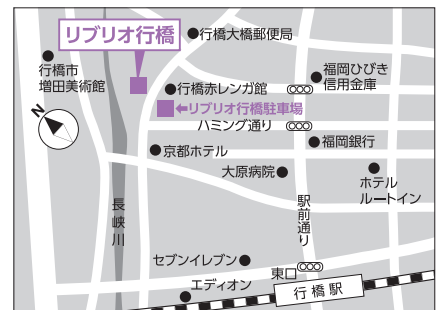 リブリオ行橋
行橋大橋郵便局
行橋市
増田美術館
福岡ひびき
信用金庫
行橋赤レンガ館
←リブリオ行橋駐車場
ハミング通り
N
福岡銀行
京都ホテル
大原病院
ホテル
ルートイン
長峡川
駅前通り
セブンイレブン
東口
エディオン
行橋駅